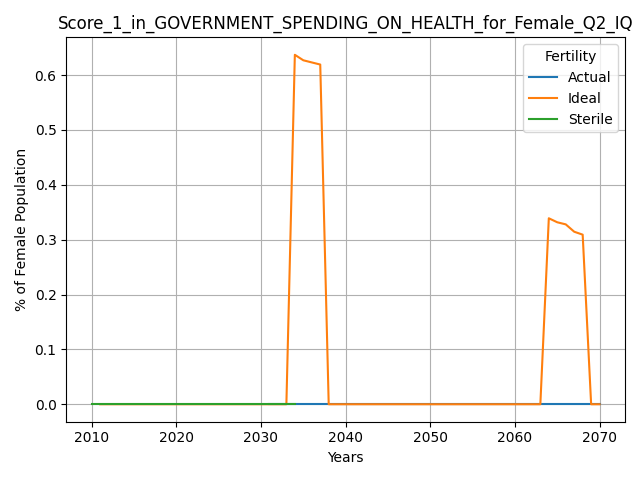 Score_1_in_GOVERNMENT_SPENDING_ON_HEALTH_for_Female_Q2_IQ
Fertility
Actual
Ideal
Sterile
% of Female Population
0.6
0.5
0.4
0.3
0.2
0.1
0.0
2010 2020 2030 2040 2050 2060 2070
Years